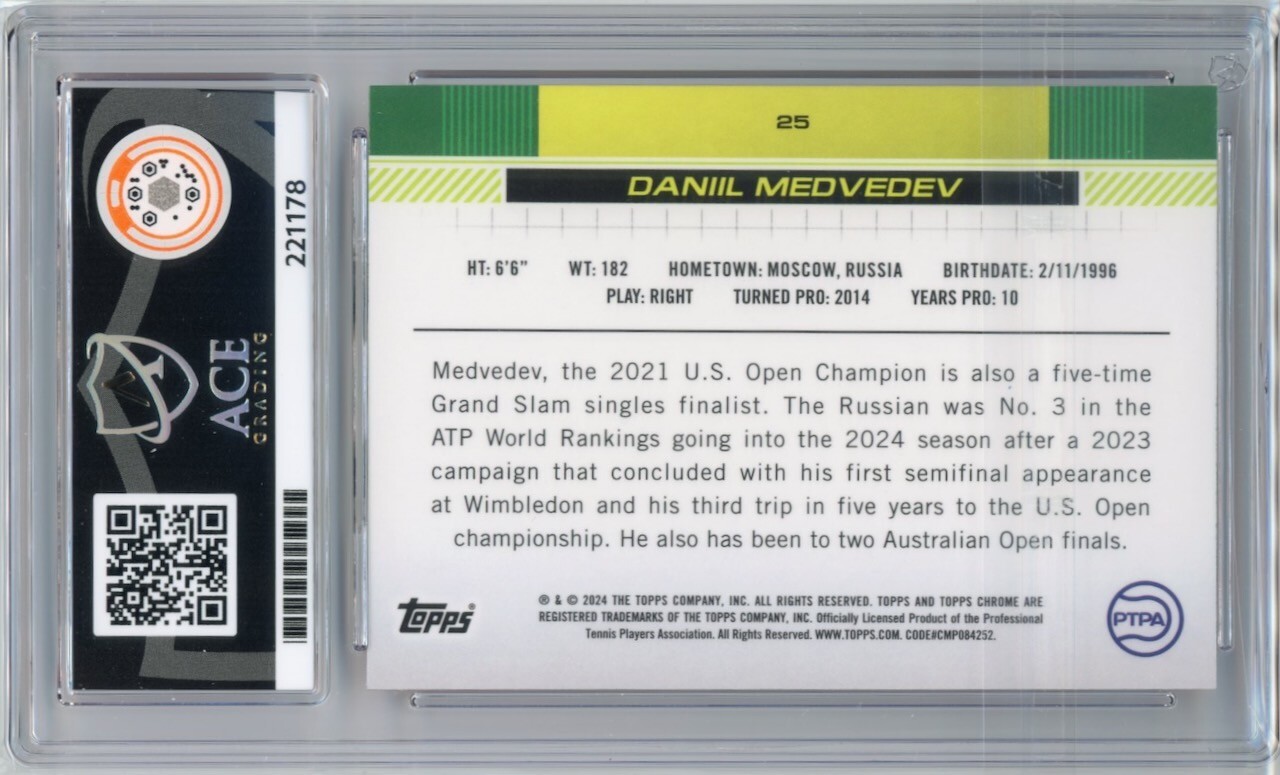 221178
ACE
GRADING
25
DANIIL MEDVEDEV
HT: 6'6" WT: 182 HOMETOWN: MOSCOW, RUSSIA BIRTHDATE: 2/11/1996
PLAY: RIGHT TURNED PRO: 2014 YEARS PRO: 10
Medvedev, the 2021 U.S. Open Champion is also a five-time
Grand Slam singles finalist. The Russian was No. 3 in the
ATP World Rankings going into the 2024 season after a 2023
campaign that concluded with his first semifinal appearance
at Wimbledon and his third trip in five years to the U.S. Open
championship. He also has been to two Australian Open finals.
topps®
® & © 2024 THE TOPPS COMPANY, INC. ALL RIGHTS RESERVED. TOPPS AND TOPPS CHROME ARE
REGISTERED TRADEMARKS OF THE TOPPS COMPANY, INC. Officially Licensed Product of the Professional
Tennis Players Association. All Rights Reserved. WWW.TOPPS.COM. CODE#CMP084252.
PTPA